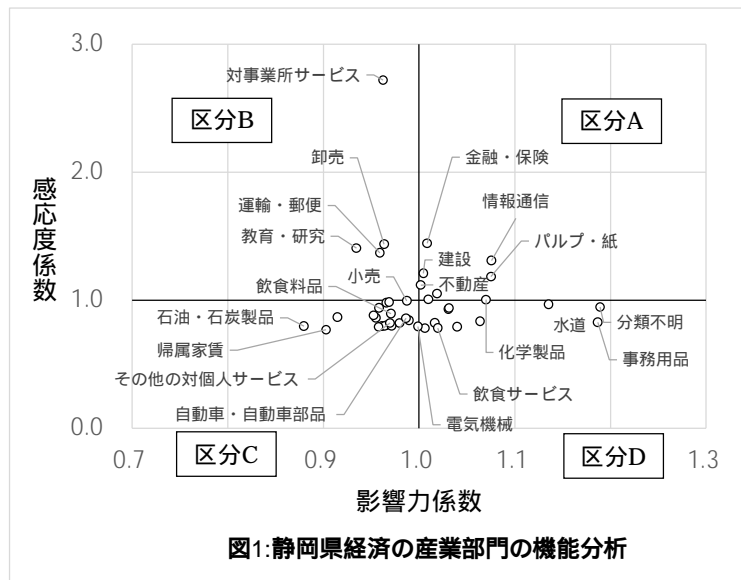 3.0
対事業所サービス
区分B
区分A
卸売
金融・保険
2.0
情報通信
運輸・郵便
教育・研究
パルプ・紙
建設
小売
不動産
飲食料品
感応度係数
1.0
石油・石炭製品
帰属家賃
水道
分類不明
化学製品
事務用品
その他の対個人サービス
飲食サービス
自動車・自動車部品
電気機械
0.0
区分C
区分D
0.7
0.9
1.0
1.1
1.3
影響力係数
図1:静岡県経済の産業部門の機能分析